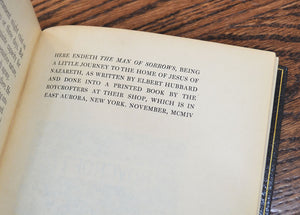 HERE ENDETH THE MAN OF SORROWS, BEING
A LITTLE JOURNEY TO THE HOME OF JESUS OF
NAZARETH, AS WRITTEN BY ELBERT HUBBARD
AND DONE INTO A PRINTED BOOK BY THE
ROYCROFTERS AT THEIR SHOP, WHICH IS IN
EAST AURORA, NEW YORK. NOVEMBER, MCMIV